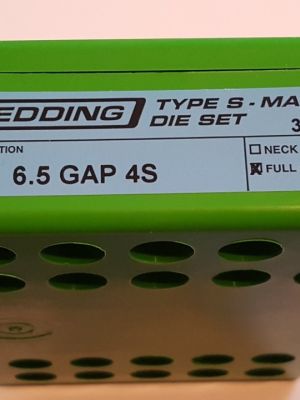 EDDING TYPE S - MA
DIE SET
3
TION
6.5 GAP 4S
NECK
FULL